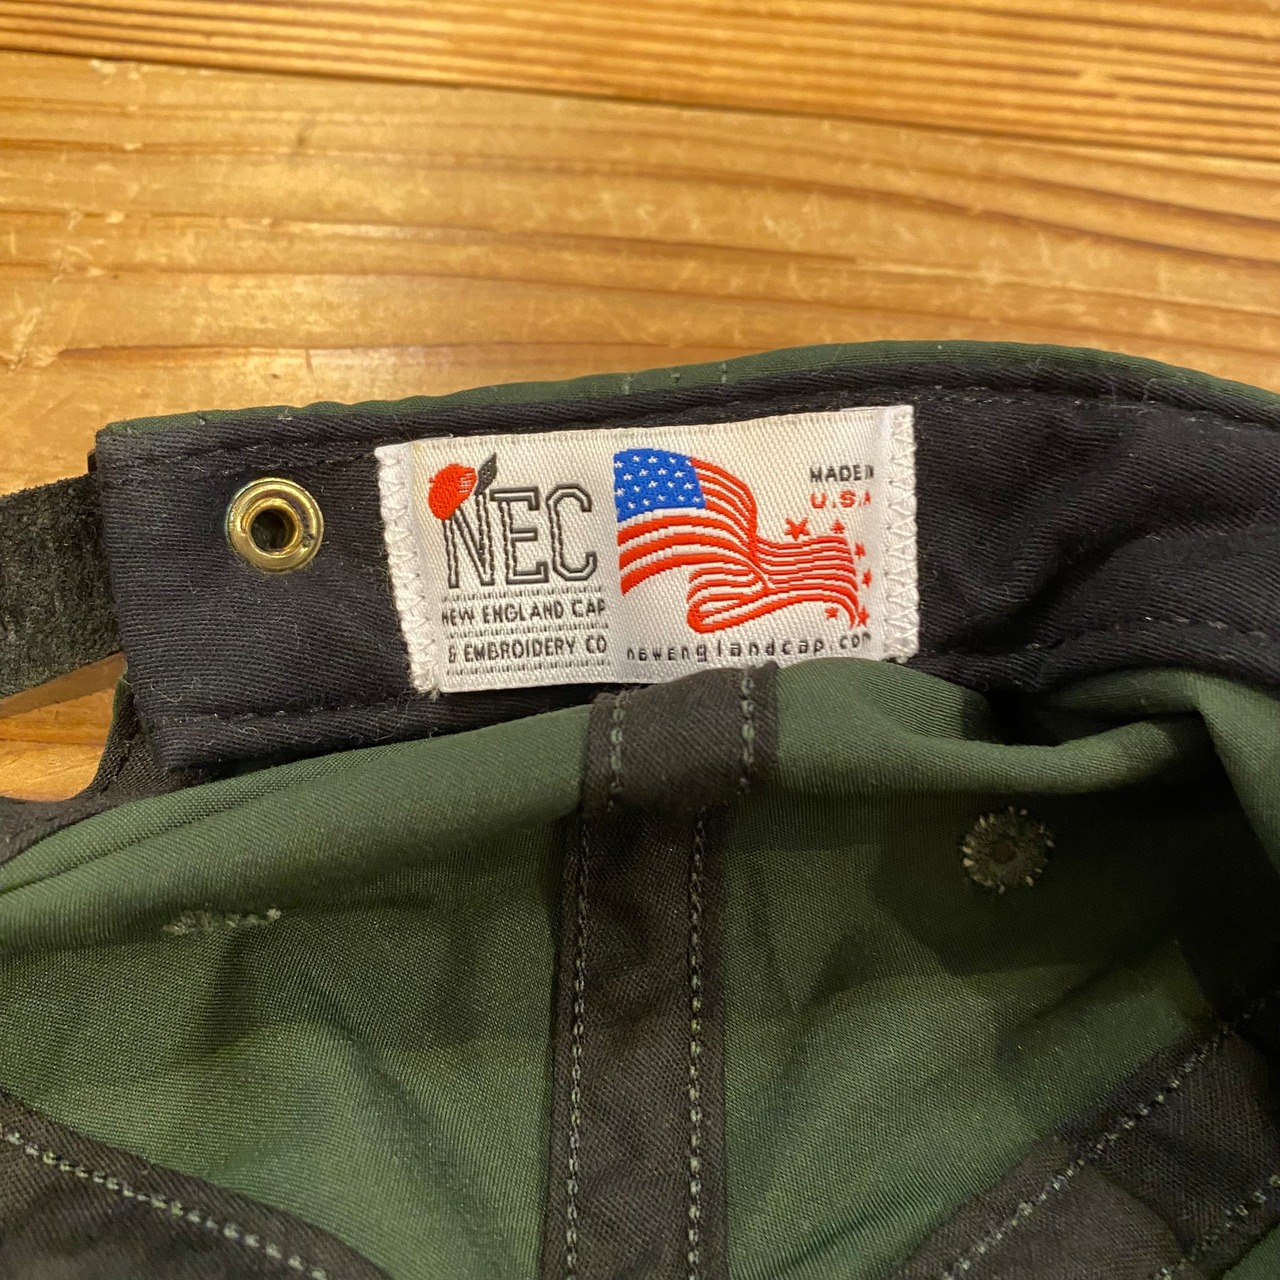 NEC
NEW ENGLAND CAP
& EMBROIDERY CO
MADE IN
U.S.A
newenglandcap.com